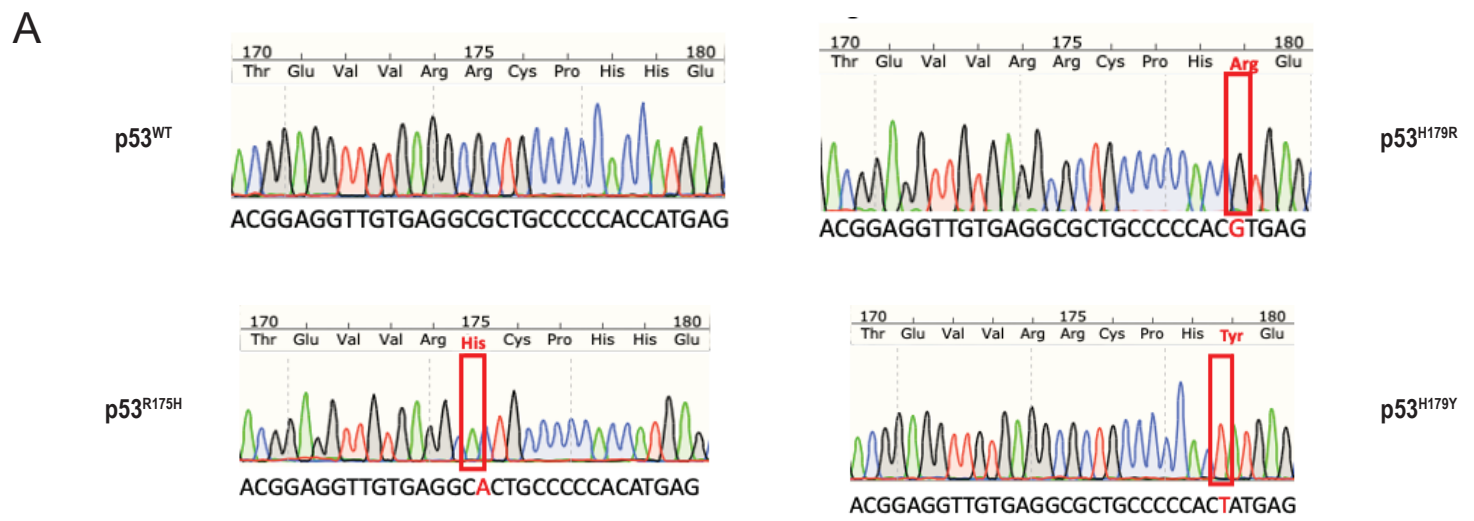 A
170 175 180
Thr Glu Val Val Arg Arg Cys Pro His His Glu
p53WT
ACGGAGGTTGTGAGGCGCTGCCCCCACCATGAG
170 175 180
Thr Glu Val Val Arg Arg Cys Pro His Arg Glu
p53H179R
ACGGAGGTTGTGAGGCGCTGCCCCCACGTGAG
170 175 180
Thr Glu Val Val Arg His Cys Pro His His Glu
p53R175H
ACGGAGGTTGTGAGGCACTGCCCCCACATGAG
170 175 180
Thr Glu Val Val Arg Arg Cys Pro His Tyr Glu
p53H179Y
ACGGAGGTTGTGAGGCGCTGCCCCCACTATGAG